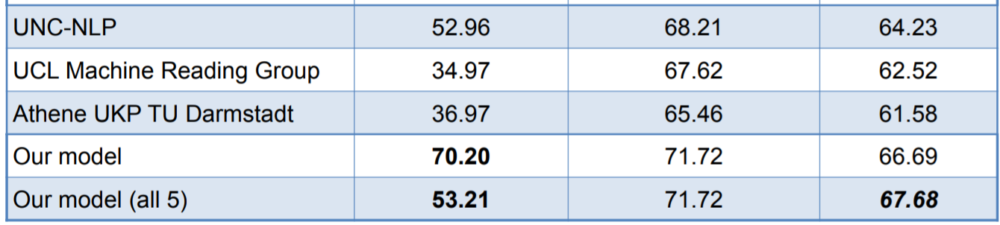 UNC-NLP 52.96 68.21 64.23
UCL Machine Reading Group 34.97 67.62 62.52
Athene UKP TU Darmstadt 36.97 65.46 61.58
Our model 70.20 71.72 66.69
Our model (all 5) 53.21 71.72 67.68